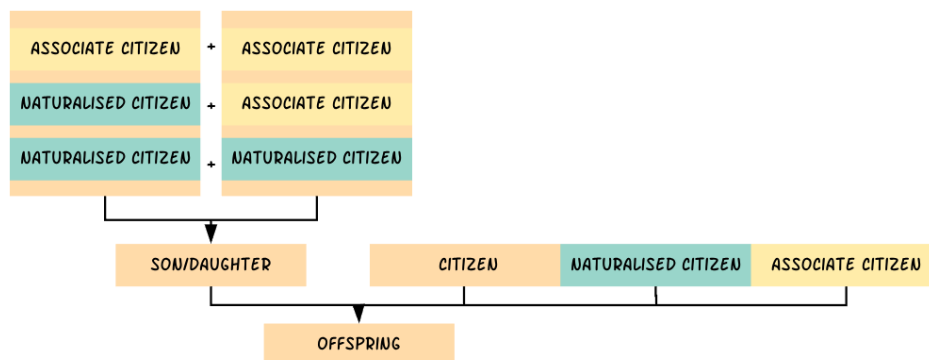 ASSOCIATE CITIZEN + ASSOCIATE CITIZEN
NATURALISED CITIZEN + ASSOCIATE CITIZEN
NATURALISED CITIZEN + NATURALISED CITIZEN
SON/DAUGHTER CITIZEN NATURALISED CITIZEN ASSOCIATE CITIZEN
OFFSPRING